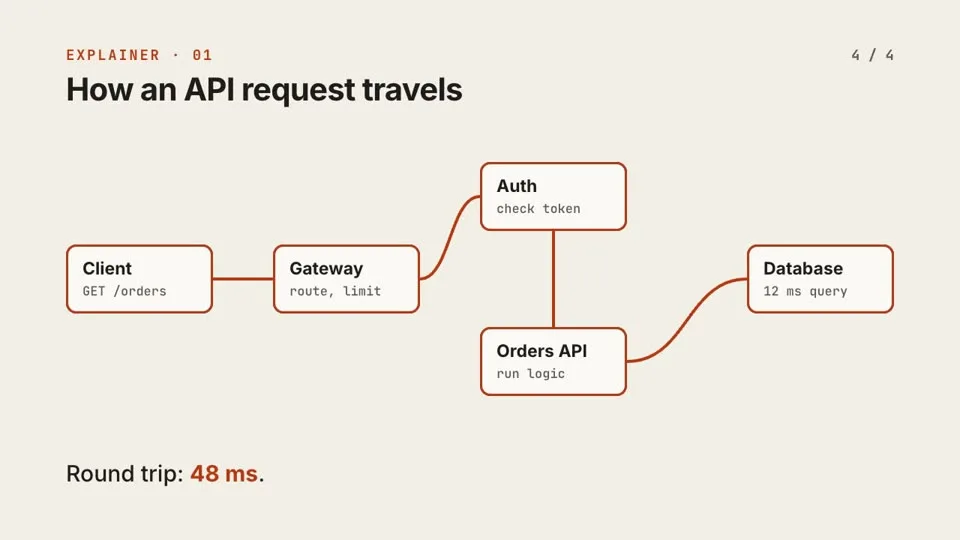 EXPLAINER · 01
4 / 4
How an API request travels
Auth
check token
Client
GET /orders
Gateway
route, limit
Database
12 ms query
Orders API
run logic
Round trip: 48 ms.